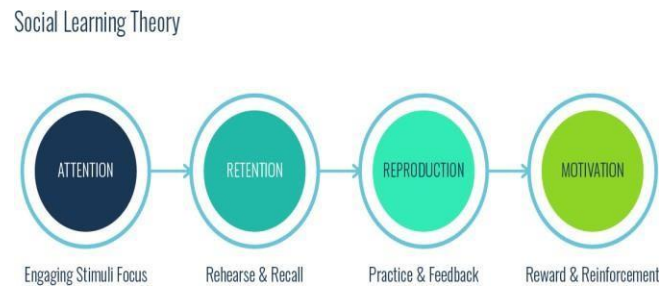 Social Learning Theory
ATTENTION
RETENTION
REPRODUCTION
MOTIVATION
Engaging Stimuli Focus
Rehearse & Recall
Practice & Feedback
Reward & Reinforcement